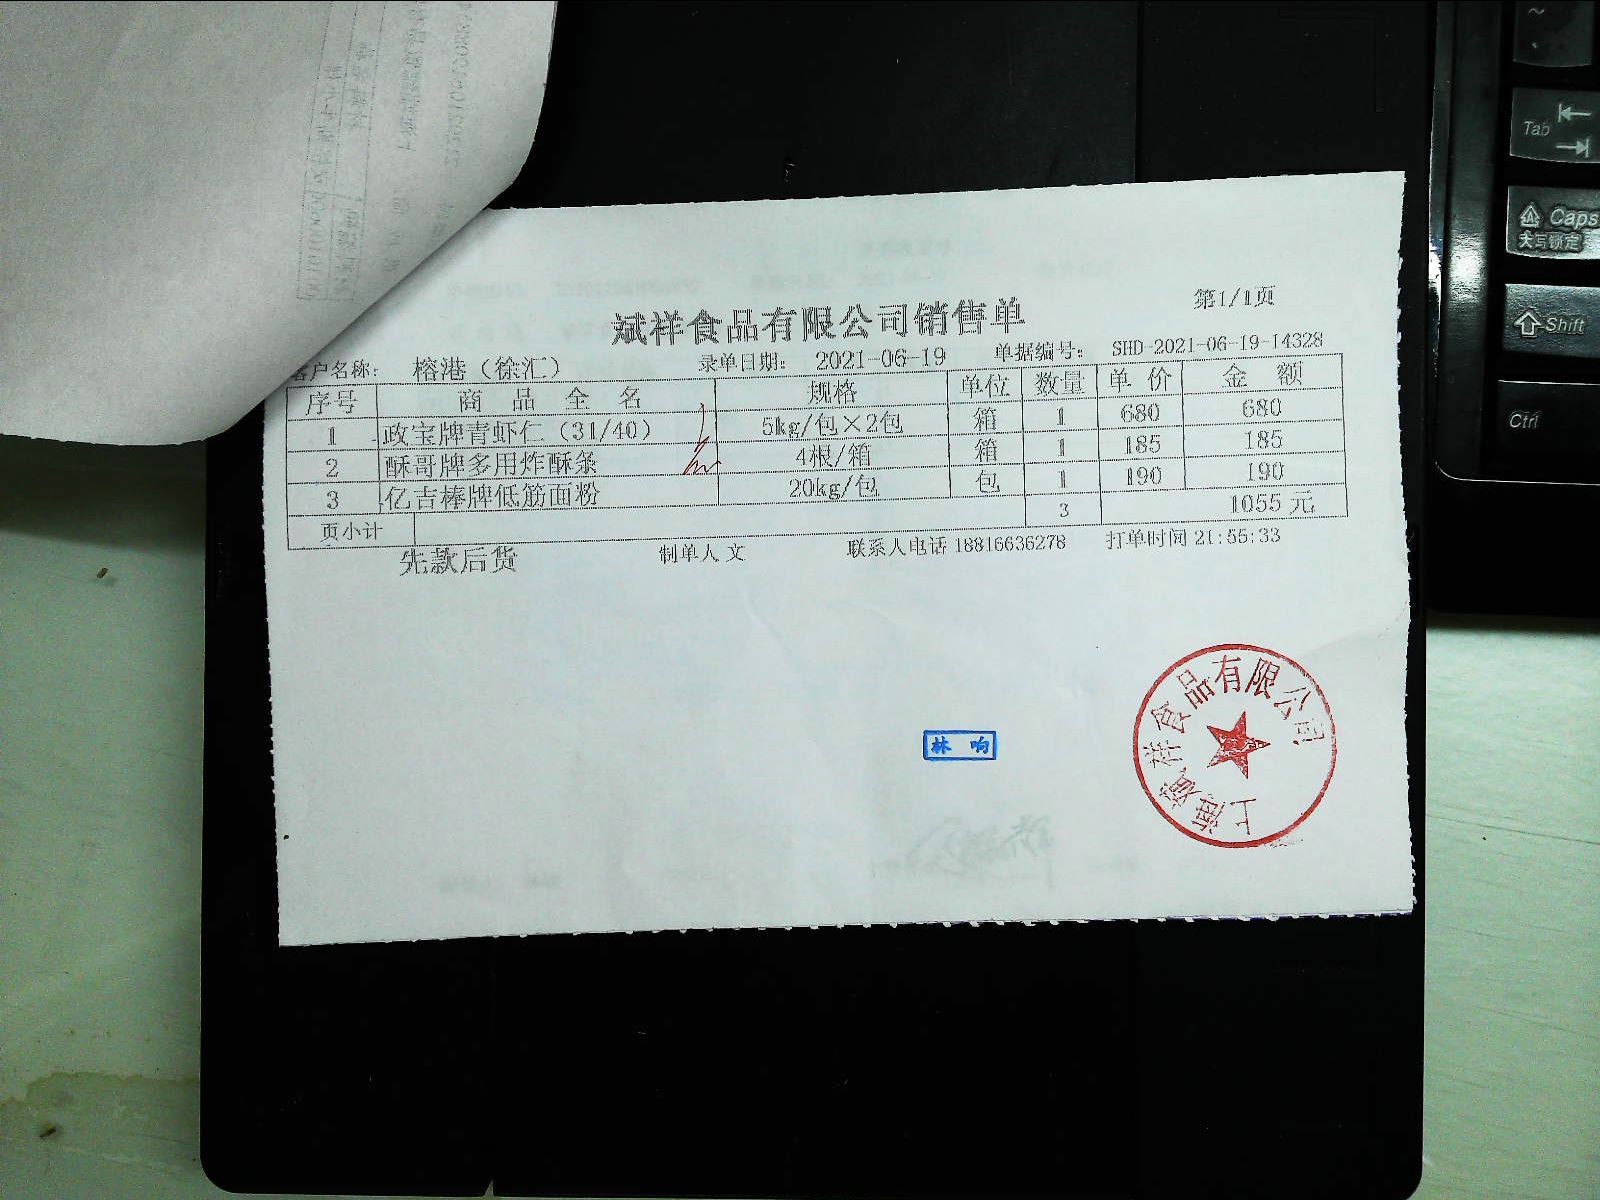 斌祥食品有限公司销售单
第1/1页
客户名称: 榕港（徐汇） 录单日期: 2021-06-19 单据编号: SHD-2021-06-19-14328
序号 商品全名 规格 单位 数量 单价 金额
1 政宝牌青虾仁（31/40） 5kg/包×2包 箱 1 680 680
2 酥哥牌多用炸酥条 4根/箱 箱 1 185 185
3 亿吉棒牌低筋面粉 20kg/包 包 1 190 190
页小计 3 1055元
先款后货 制单人 文 联系人电话 18816636278 打单时间 21:55:33
林响
上海斌祥食品有限公司
Tab
Caps
大写锁定
Shift
Ctrl